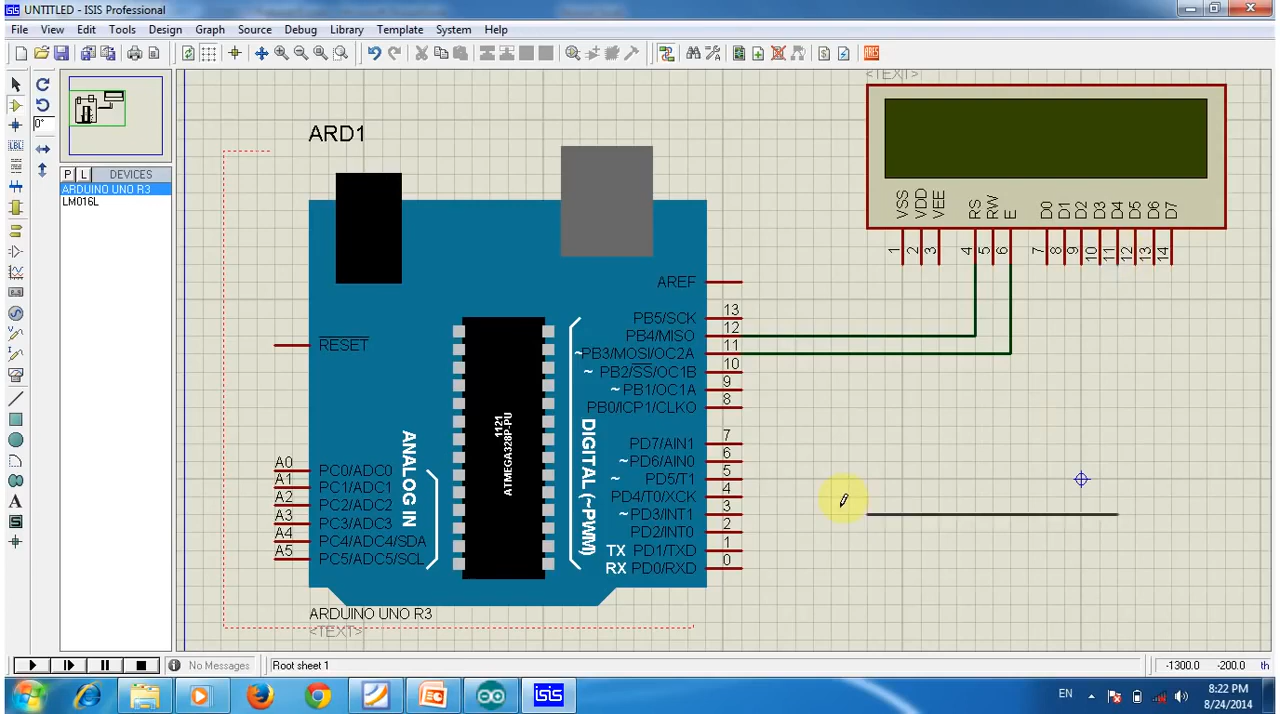 UNTITLED - ISIS Professional
File View Edit Tools Design Graph Source Debug Library Template System Help
0°
LBL
P L DEVICES
ARDUINO UNO R3
LM016L
ARD1
<TEXT>
VSS VDD VEE RS RW E D0 D1 D2 D3 D4 D5 D6 D7
1 2 3 4 5 6 7 8 9 10 11 12 13 14
AREF
PB5/SCK 13
PB4/MISO 12
~PB3/MOSI/OC2A 11
~ PB2/SS/OC1B 10
~ PB1/OC1A 9
PB0/ICP1/CLKO 8
PD7/AIN1 7
~PD6/AIN0 6
~ PD5/T1 5
PD4/T0/XCK 4
~PD3/INT1 3
PD2/INT0 2
TX PD1/TXD 1
RX PD0/RXD 0
RESET
A0 PC0/ADC0
A1 PC1/ADC1
A2 PC2/ADC2
A3 PC3/ADC3
A4 PC4/ADC4/SDA
A5 PC5/ADC5/SCL
ANALOG IN
1121
ATMEGA328P-PU
DIGITAL (~PWM)
ARDUINO UNO R3
<TEXT>
No Messages Root sheet 1 -1300.0 -200.0 th
isis
EN 8:22 PM
8/24/2014